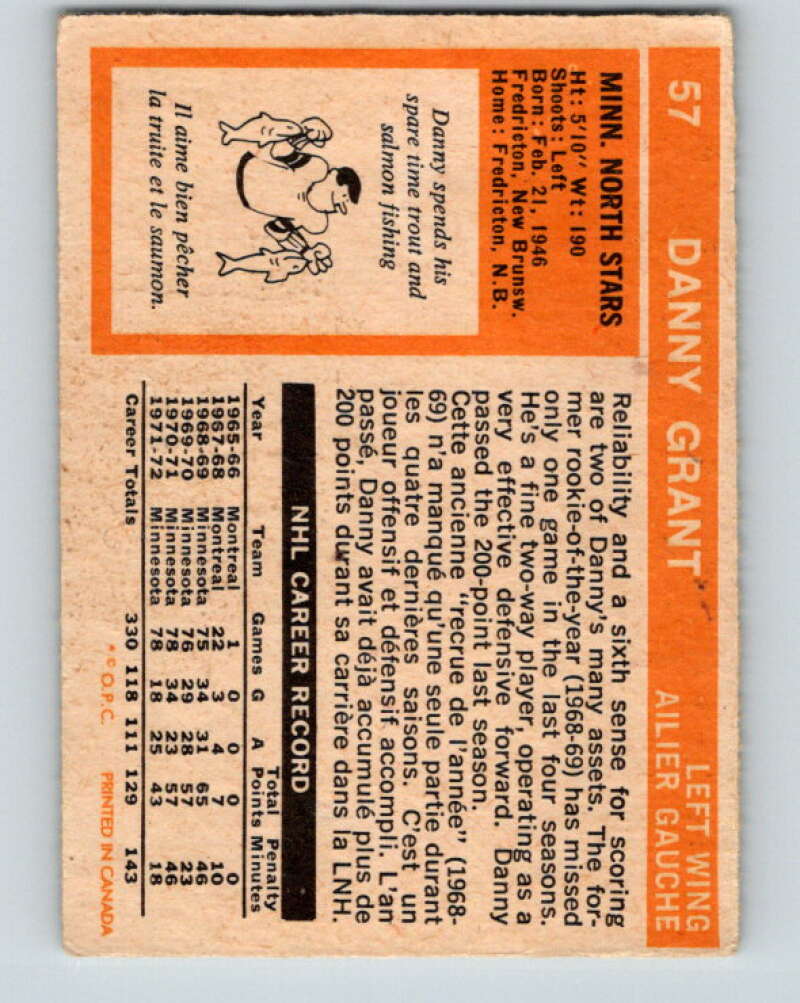 57 DANNY GRANT LEFT WING
AILIER GAUCHE
MINN. NORTH STARS
Ht: 5'10" Wt: 190
Shoots: Left
Born: Feb. 21, 1946
Fredricton, New Brunsw.
Home: Fredricton, N.B.
Danny spends his
spare time trout and
salmon fishing
Il aime bien pêcher
la truite et le saumon.
Reliability and a sixth sense for scoring
are two of Danny's many assets. The for-
mer rookie-of-the-year (1968-69) has missed
only one game in the last four seasons.
He's a fine two-way player, operating as a
very effective defensive forward. Danny
passed the 200-point last season.
Cette ancienne "recrue de l'année" (1968-
69) n'a manqué qu'une seule partie durant
les quatre dernières saisons. C'est un
joueur offensif et défensif accompli. L'an
passé, Danny avait déjà accumulé plus de
200 points durant sa carrière dans la LNH.
NHL CAREER RECORD
Total Penalty
Year Team Games G A Points Minutes
1965-66 Montreal 1 0 0 0 0
1967-68 Montreal 22 3 4 7 10
1968-69 Minnesota 75 34 31 65 46
1969-70 Minnesota 76 29 28 57 23
1970-71 Minnesota 78 34 23 57 46
1971-72 Minnesota 78 18 25 43 18
Career Totals 330 118 111 129 143
* © O.P.C. PRINTED IN CANADA